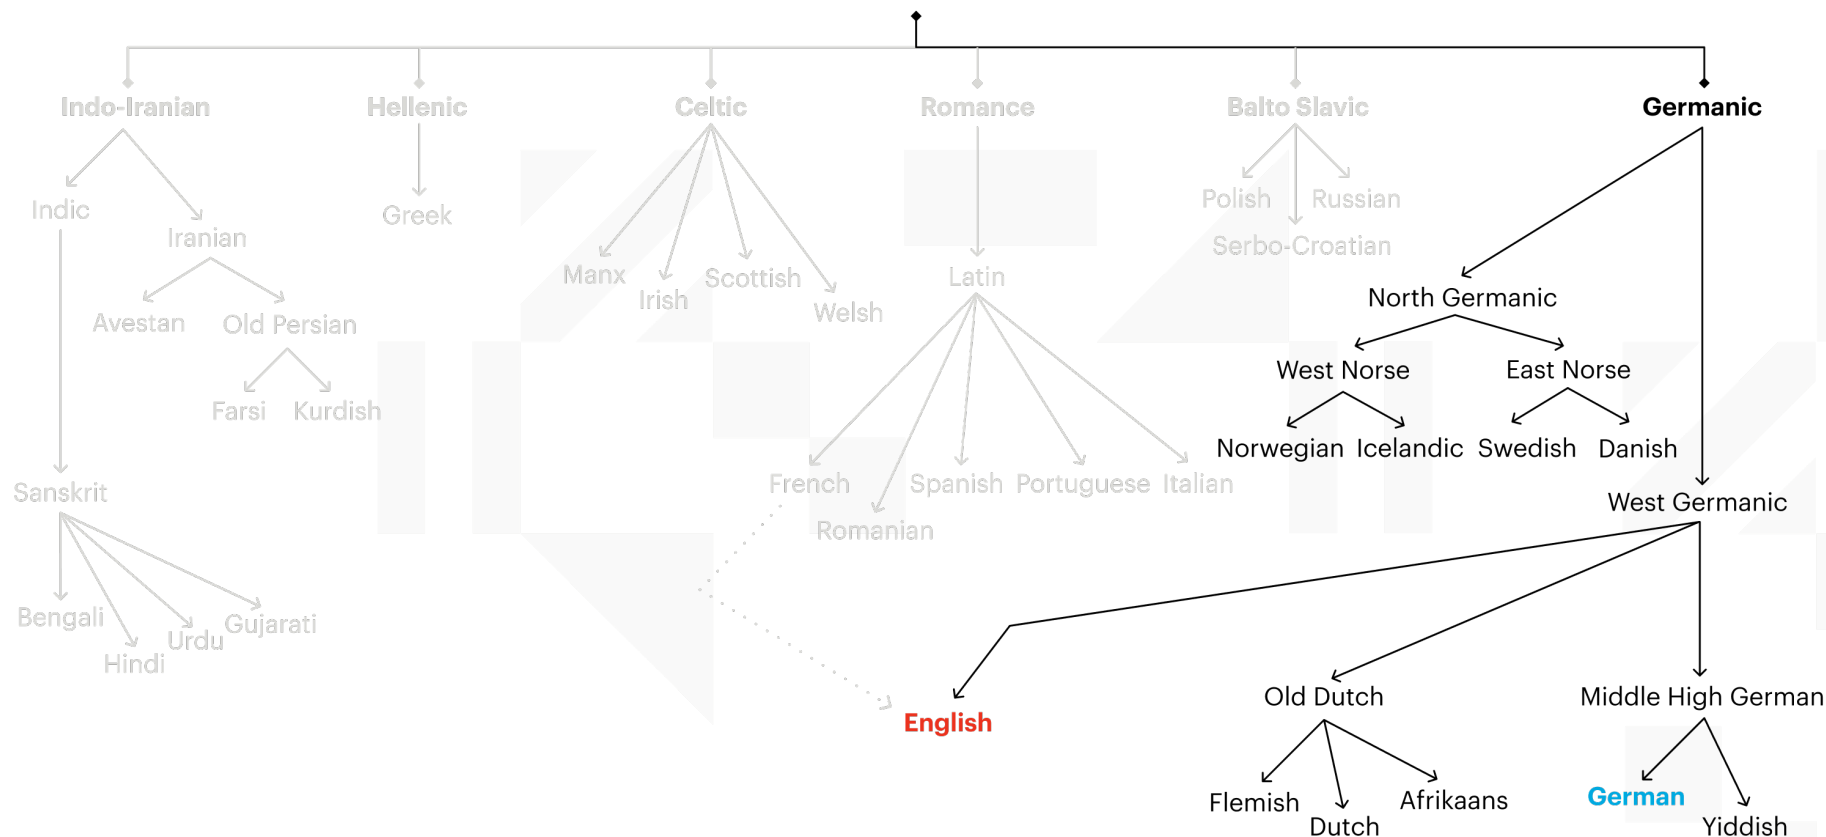 Indo-Iranian
Hellenic
Celtic
Romance
Balto Slavic
Germanic
Indic
Iranian
Avestan
Old Persian
Farsi
Kurdish
Sanskrit
Bengali
Hindi
Urdu
Gujarati
Greek
Manx
Irish
Scottish
Welsh
Latin
French
Romanian
Spanish
Portuguese
Italian
Polish
Russian
Serbo-Croatian
North Germanic
West Norse
East Norse
Norwegian
Icelandic
Swedish
Danish
West Germanic
English
Old Dutch
Middle High German
Flemish
Dutch
Afrikaans
German
Yiddish